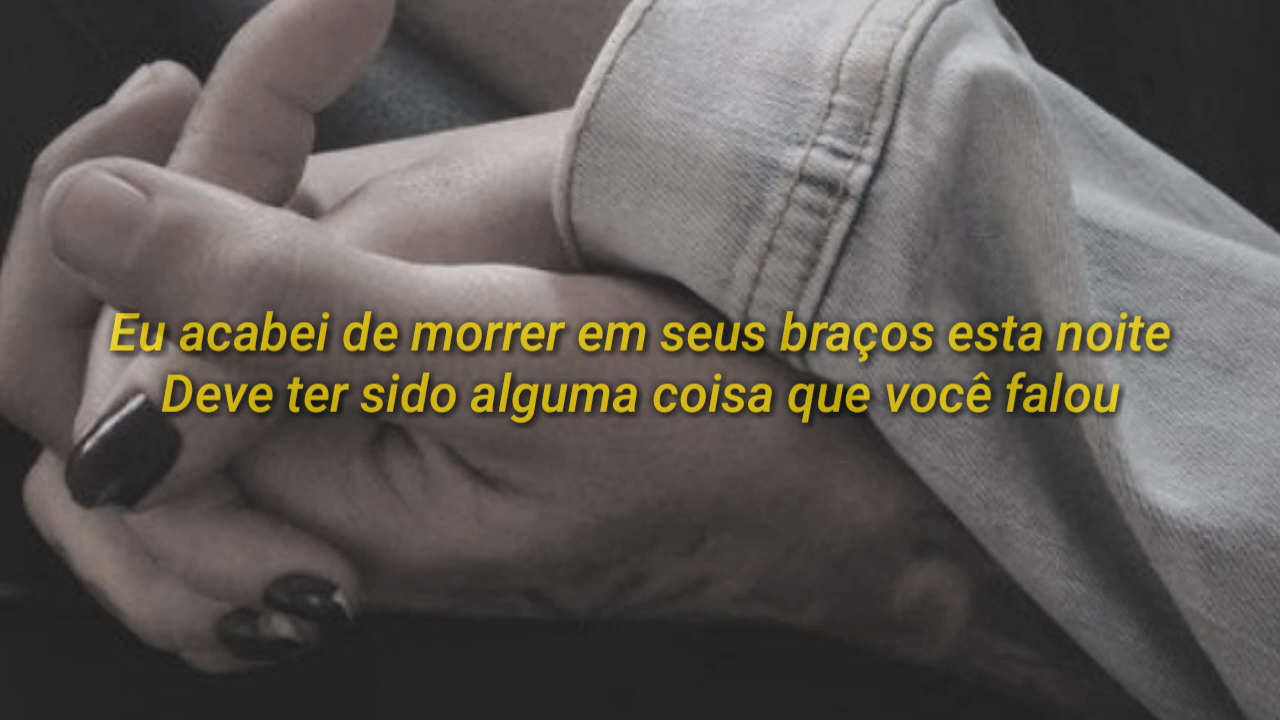 Eu acabei de morrer em seus braços esta noite
Deve ter sido alguma coisa que você falou